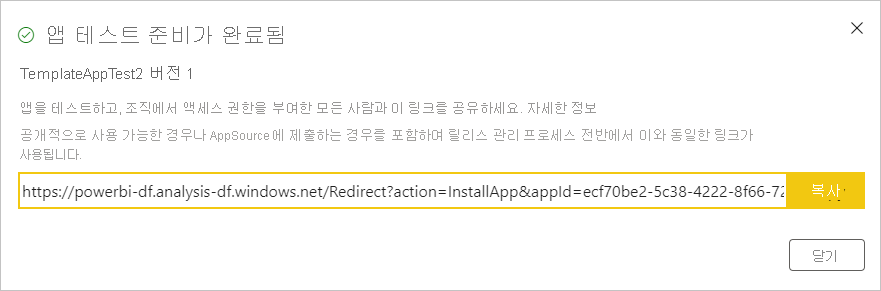 앱 테스트 준비가 완료됨
TemplateAppTest2 버전 1
앱을 테스트하고, 조직에서 액세스 권한을 부여한 모든 사람과 이 링크를 공유하세요. 자세한 정보
공개적으로 사용 가능한 경우나 AppSource에 제출하는 경우를 포함하여 릴리스 관리 프로세스 전반에서 이와 동일한 링크가
사용됩니다.
https://powerbi-df.analysis-df.windows.net/Redirect?action=InstallApp&appId=ecf70be2-5c38-4222-8f66-72 복사
닫기